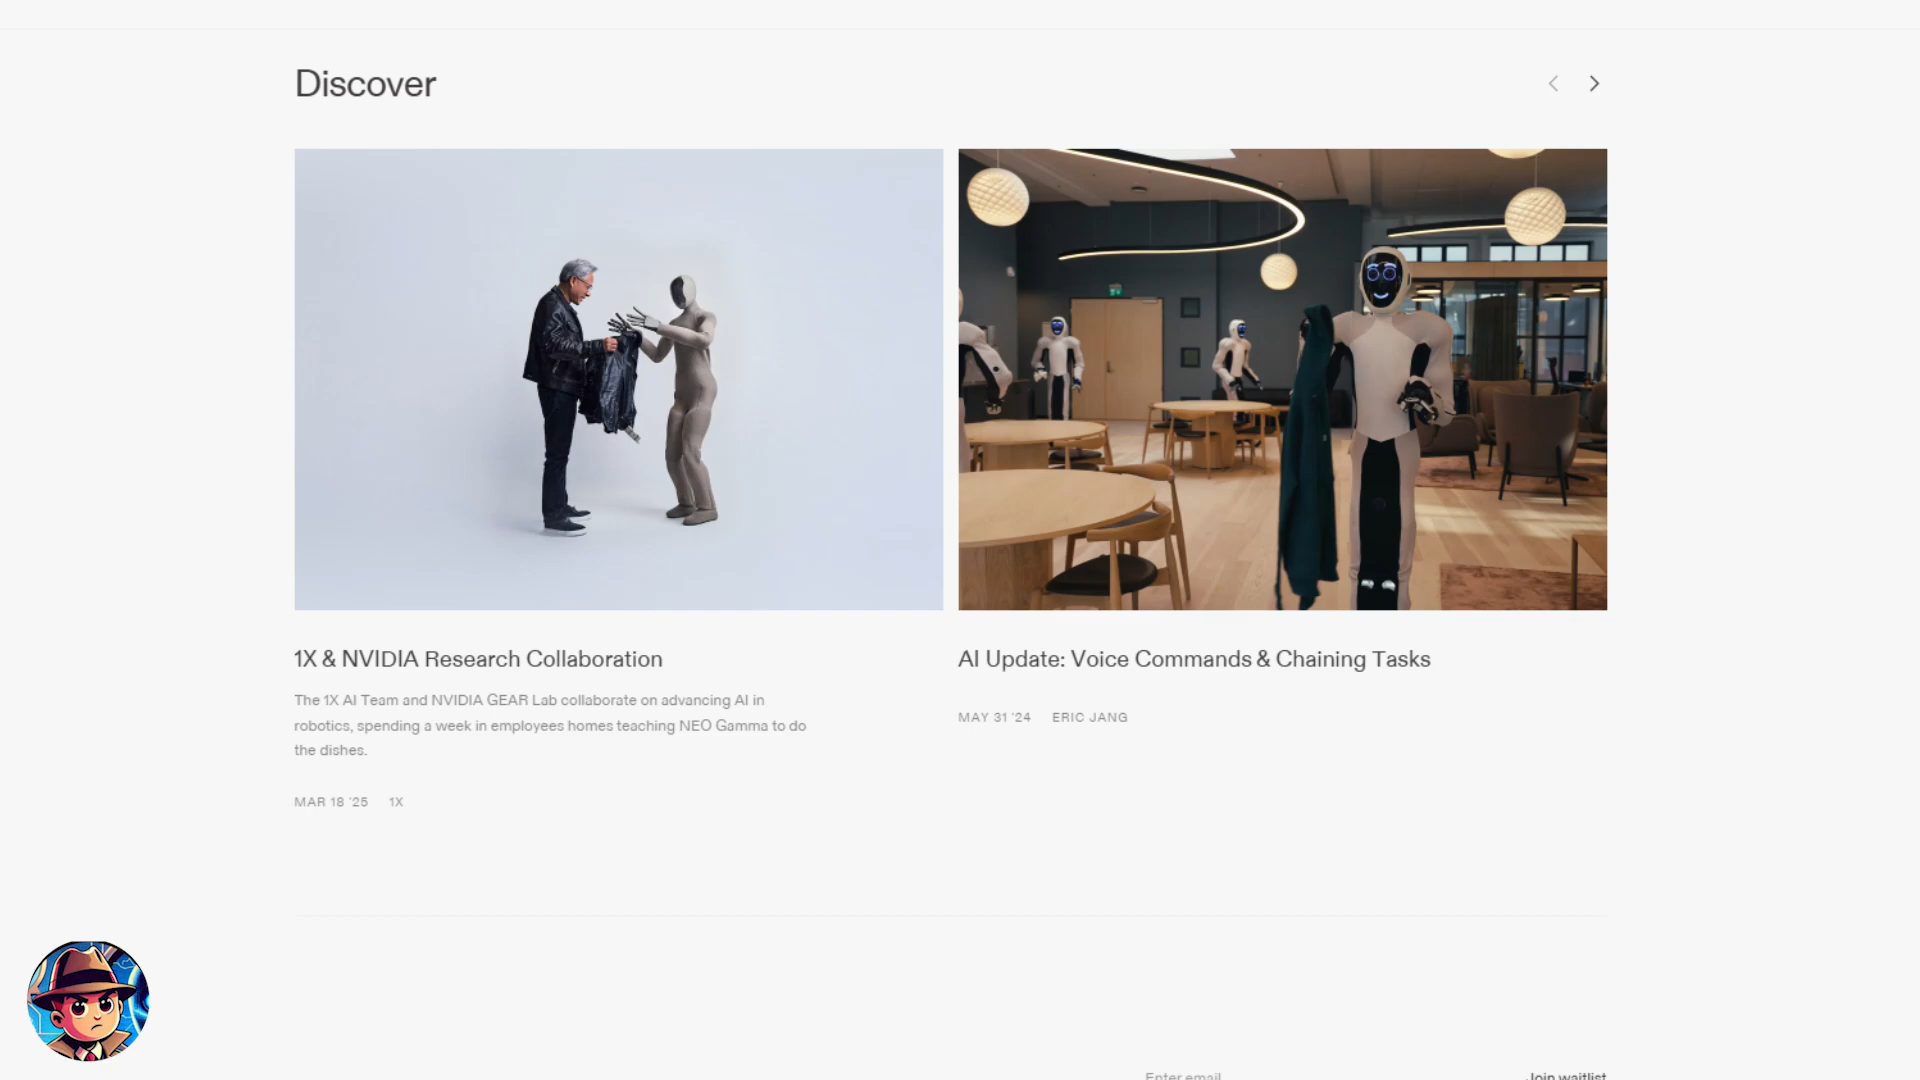 Discover
1X & NVIDIA Research Collaboration
The 1X AI Team and NVIDIA GEAR Lab collaborate on advancing AI in
robotics, spending a week in employees homes teaching NEO Gamma to do
the dishes.
MAR 18 '25 1X
AI Update: Voice Commands & Chaining Tasks
MAY 31 '24 ERIC JANG
Enter email
Join waitlist